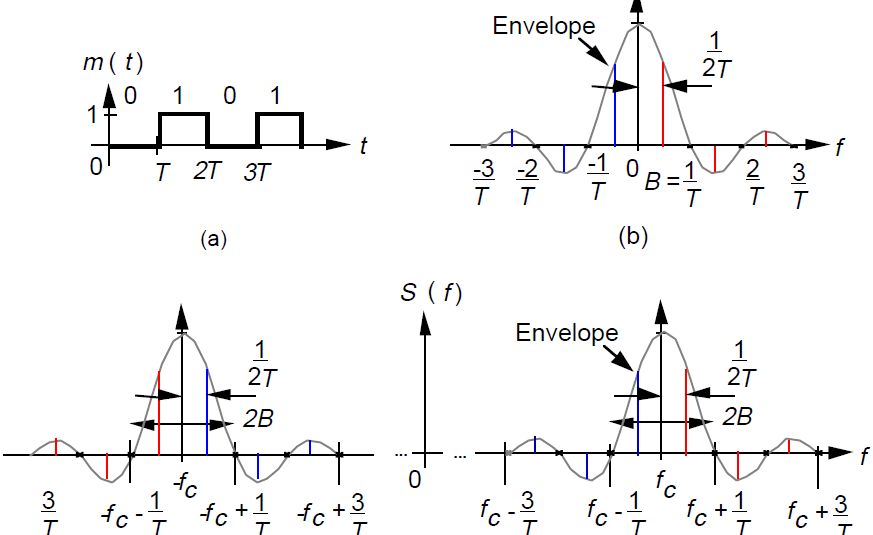 Envelope
m ( t )
0 1 0 1
1
0
T 2T 3T
t
(a)
1
2T
f
-3
T
-2
T
-1
T
0
B = 1
T
2
T
3
T
(b)
S ( f )
1
2T
2B
-fc
3
T
-fc - 1
T
-fc + 1
T
-fc + 3
T
... ...
0
Envelope
1
2T
2B
f
fc
fc - 3
T
fc - 1
T
fc + 1
T
fc + 3
T